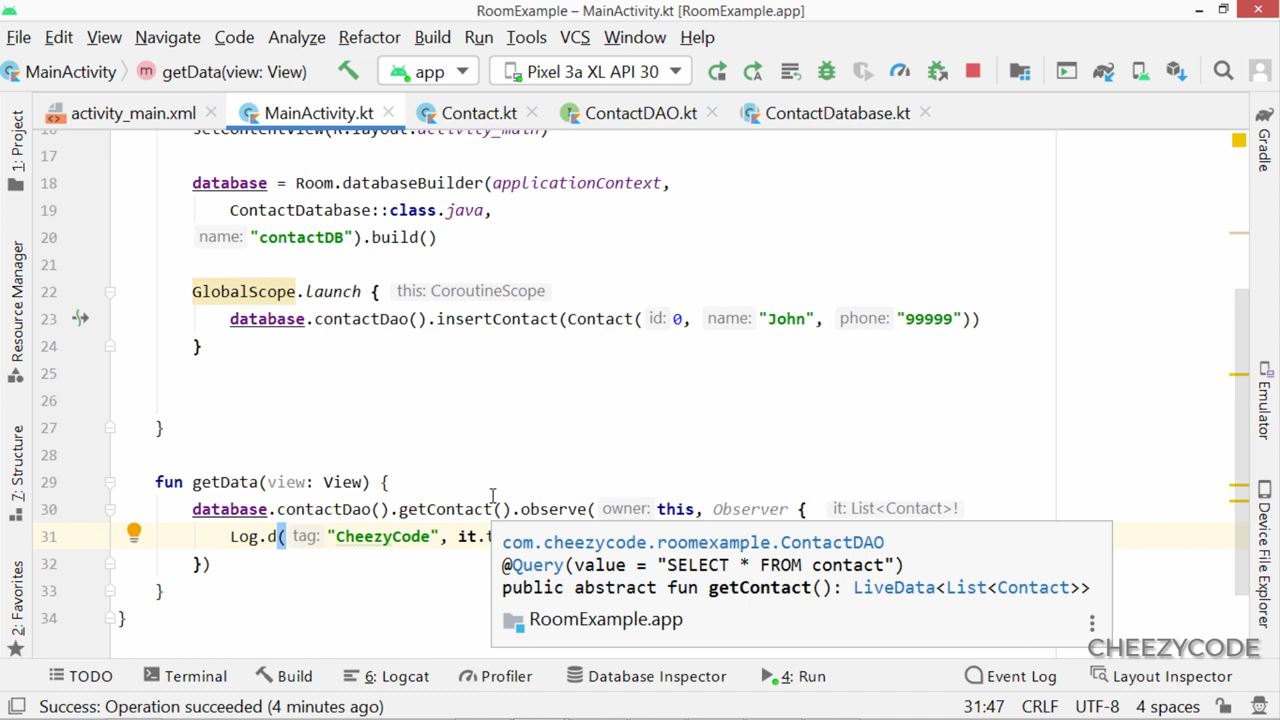 RoomExample – MainActivity.kt [RoomExample.app]
File Edit View Navigate Code Analyze Refactor Build Run Tools VCS Window Help
MainActivity getData(view: View) app Pixel 3a XL API 30
activity_main.xml MainActivity.kt Contact.kt ContactDAO.kt ContactDatabase.kt
16 setContentView(R.layout.activity_main)
17
18 database = Room.databaseBuilder(applicationContext,
19 ContactDatabase::class.java,
20 name: "contactDB").build()
21
22 GlobalScope.launch { this: CoroutineScope
23 database.contactDao().insertContact(Contact( id: 0, name: "John", phone: "99999"))
24 }
25
26
27 }
28
29 fun getData(view: View) {
30 database.contactDao().getContact().observe( owner: this, Observer { it: List<Contact>!
31 Log.d( tag: "CheezyCode", it.t
32 })
33 }
34 }
com.cheezycode.roomexample.ContactDAO
@Query(value = "SELECT * FROM contact")
public abstract fun getContact(): LiveData<List<Contact>>
RoomExample.app
1: Project
Resource Manager
7: Structure
2: Favorites
Gradle
Emulator
Device File Explorer
CHEEZYCODE
TODO Terminal Build 6: Logcat Profiler Database Inspector 4: Run Event Log Layout Inspector
Success: Operation succeeded (4 minutes ago) 31:47 CRLF UTF-8 4 spaces